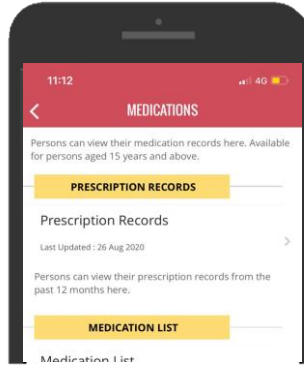 11:12
4G
MEDICATIONS
Persons can view their medication records here. Available
for persons aged 15 years and above.
PRESCRIPTION RECORDS
Prescription Records
Last Updated : 26 Aug 2020
Persons can view their prescription records from the
past 12 months here.
MEDICATION LIST
Medication List